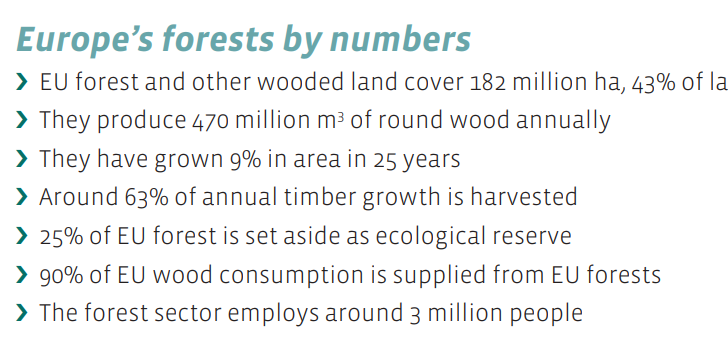 Europe's forests by numbers
› EU forest and other wooded land cover 182 million ha, 43% of la
› They produce 470 million m³ of round wood annually
› They have grown 9% in area in 25 years
› Around 63% of annual timber growth is harvested
› 25% of EU forest is set aside as ecological reserve
› 90% of EU wood consumption is supplied from EU forests
› The forest sector employs around 3 million people